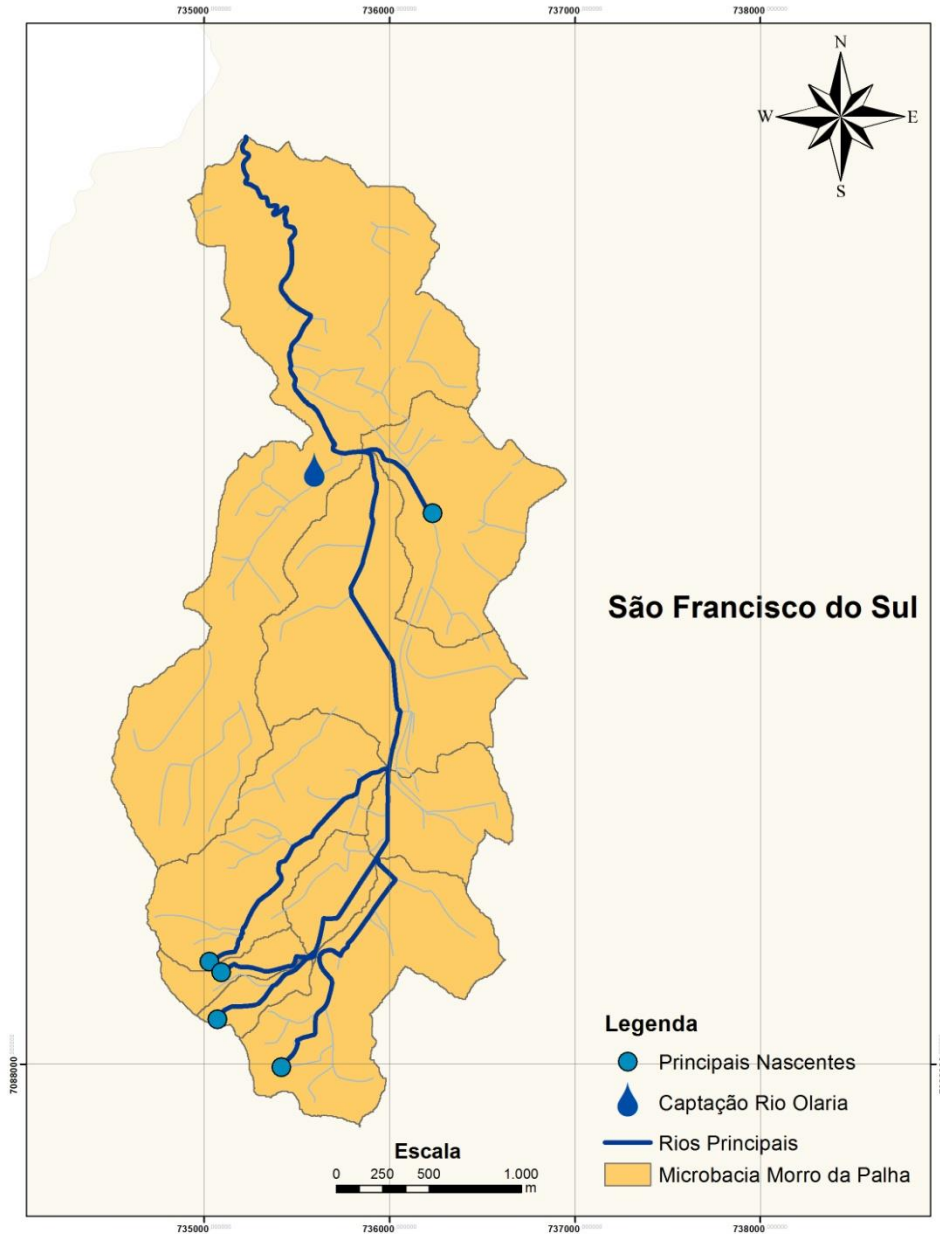 735000 736000 737000 738000
N
W E
S
São Francisco do Sul
Legenda
Principais Nascentes
Captação Rio Olaria
Rios Principais
Microbacia Morro da Palha
7088000
Escala
0 250 500 1.000
m
735000 736000 737000 738000